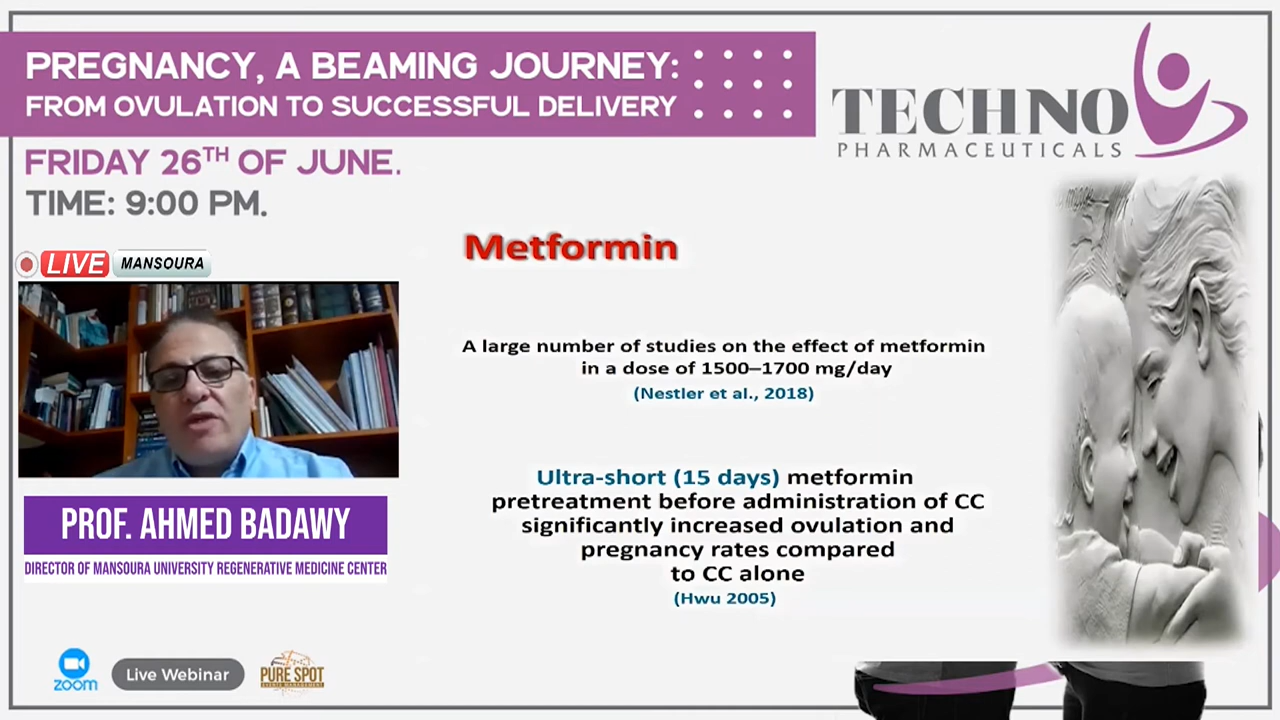 PREGNANCY, A BEAMING JOURNEY:
FROM OVULATION TO SUCCESSFUL DELIVERY
FRIDAY 26TH OF JUNE.
TIME: 9:00 PM.
TECHNO
PHARMACEUTICALS
LIVE
MANSOURA
PROF. AHMED BADAWY
DIRECTOR OF MANSOURA UNIVERSITY REGENERATIVE MEDICINE CENTER
Metformin
A large number of studies on the effect of metformin
in a dose of 1500–1700 mg/day
(Nestler et al., 2018)
Ultra-short (15 days) metformin
pretreatment before administration of CC
significantly increased ovulation and
pregnancy rates compared
to CC alone
(Hwu 2005)
zoom
Live Webinar
PURE SPOT
EVENTS MANAGEMENT